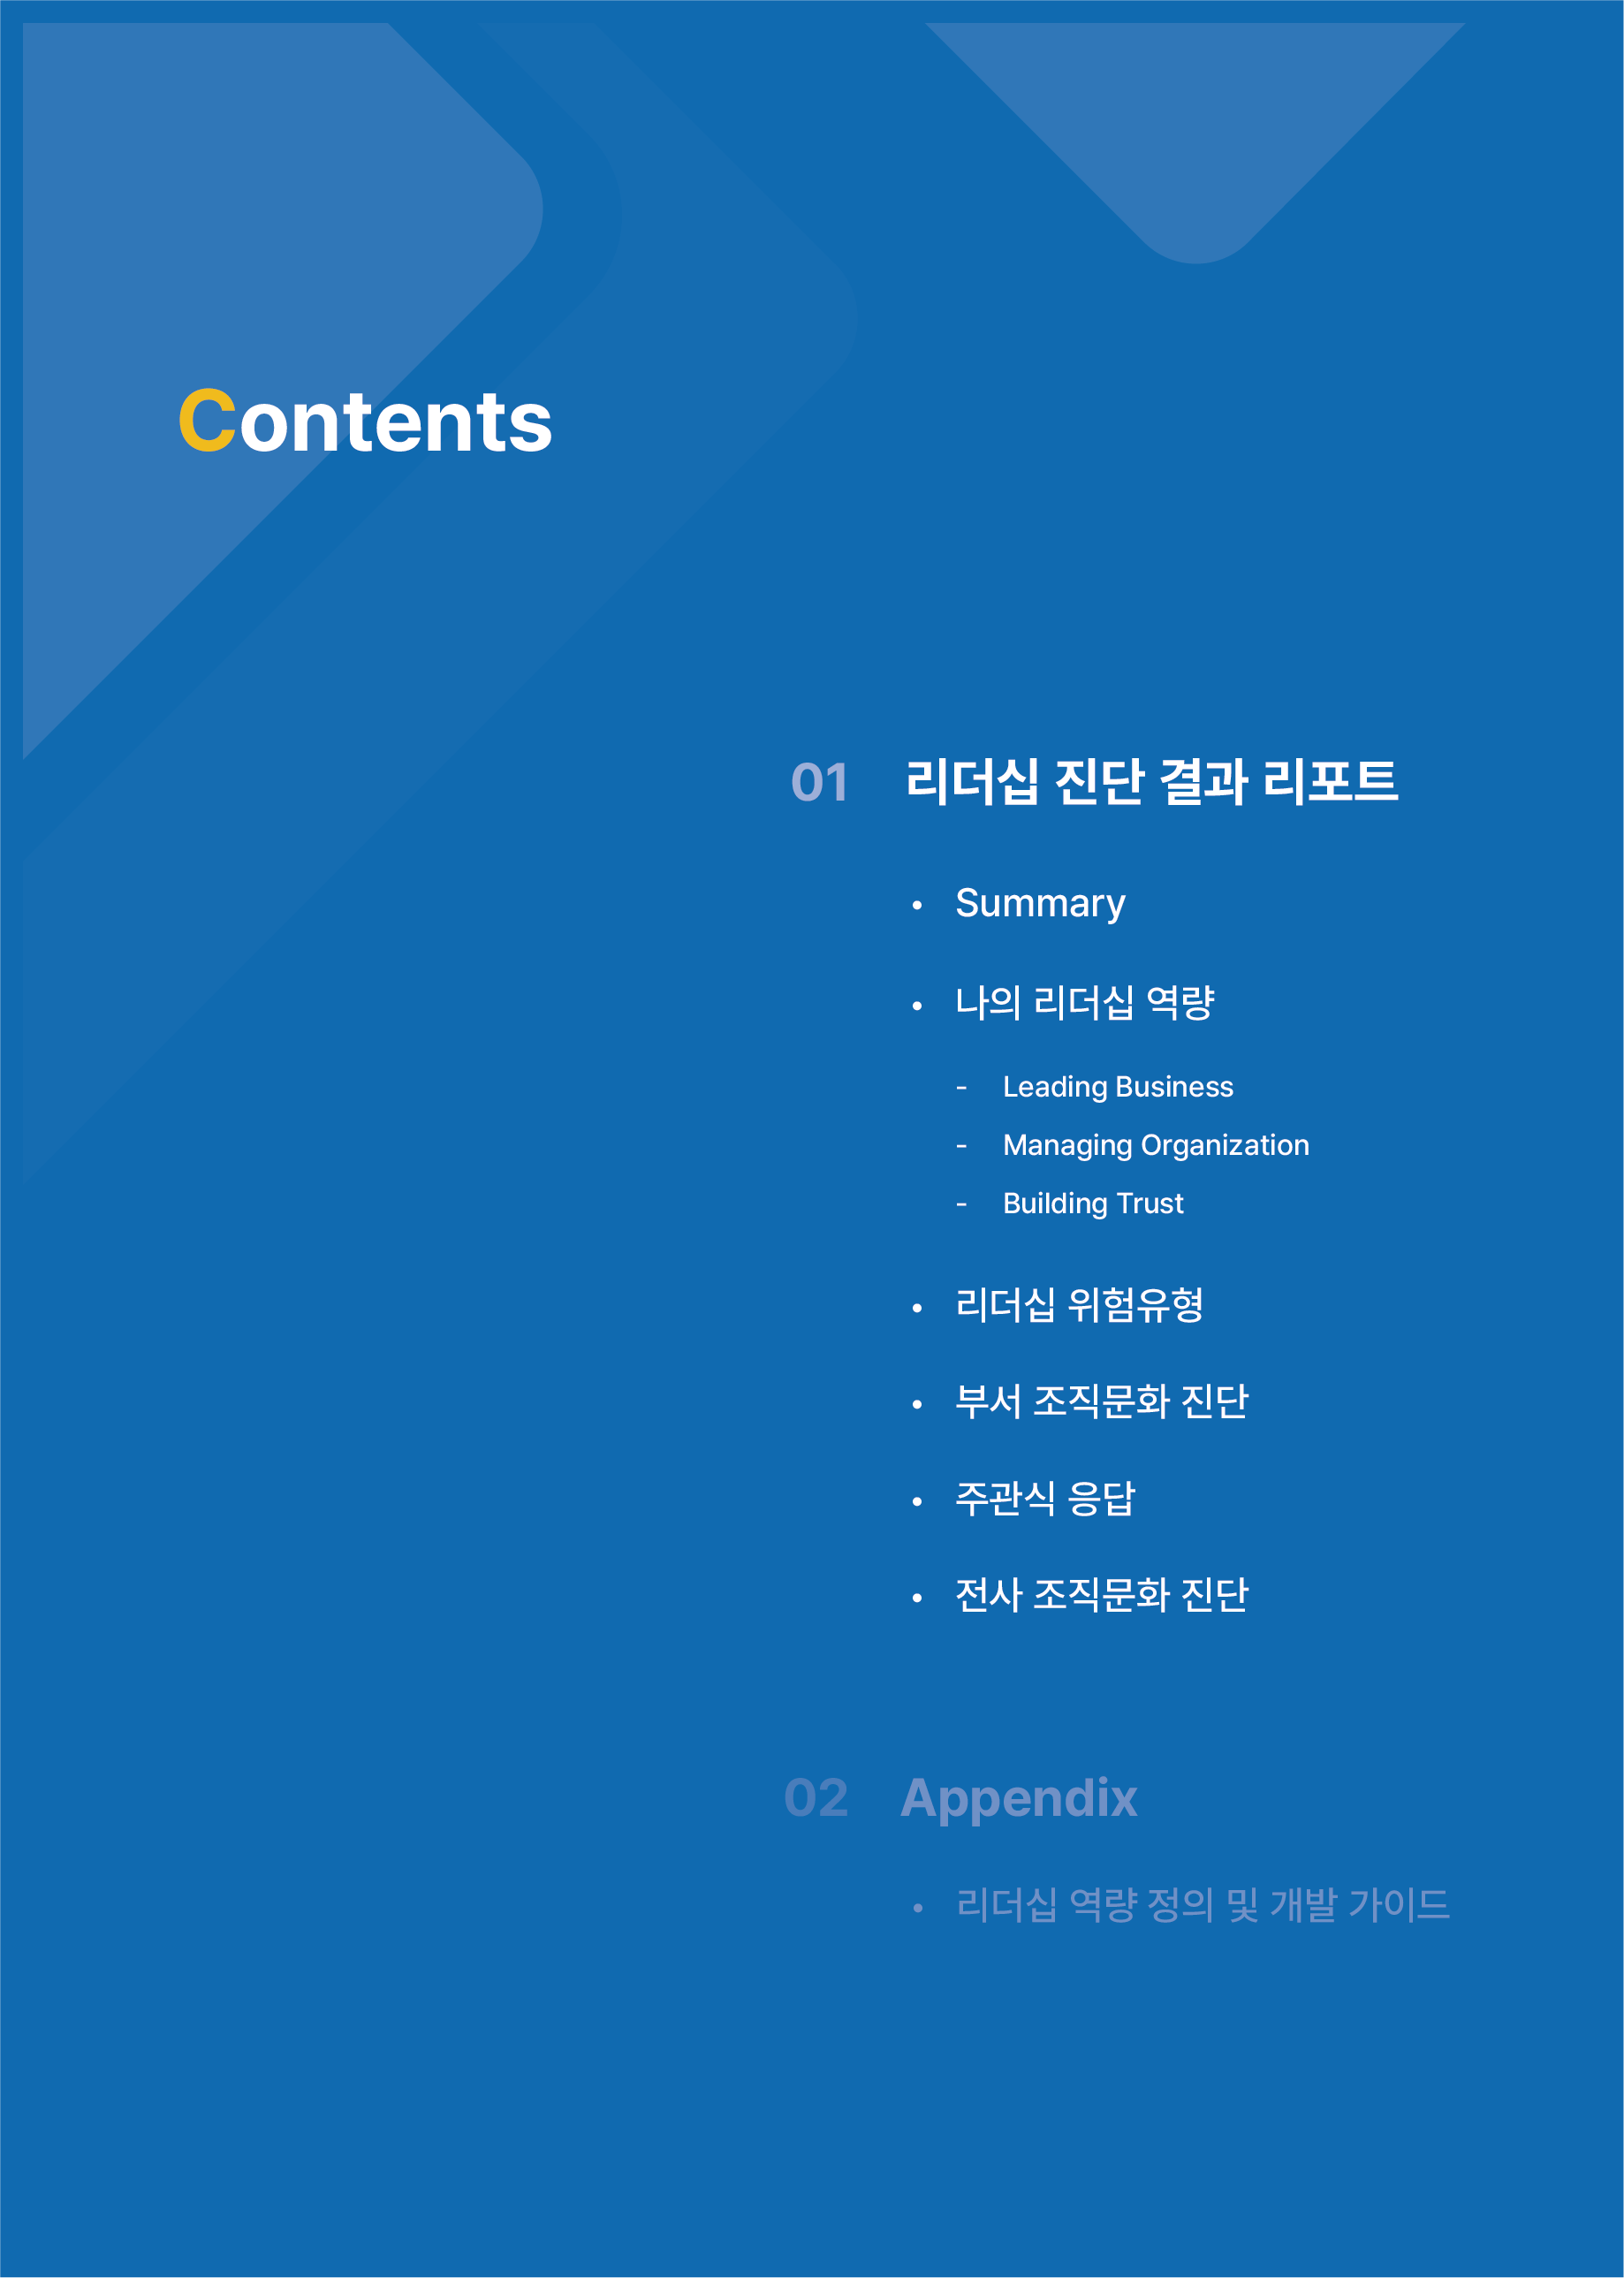 Contents
01 리더십 진단 결과 리포트
• Summary
• 나의 리더십 역량
- Leading Business
- Managing Organization
- Building Trust
• 리더십 위험유형
• 부서 조직문화 진단
• 주관식 응답
• 전사 조직문화 진단
02 Appendix
• 리더십 역량 정의 및 개발 가이드